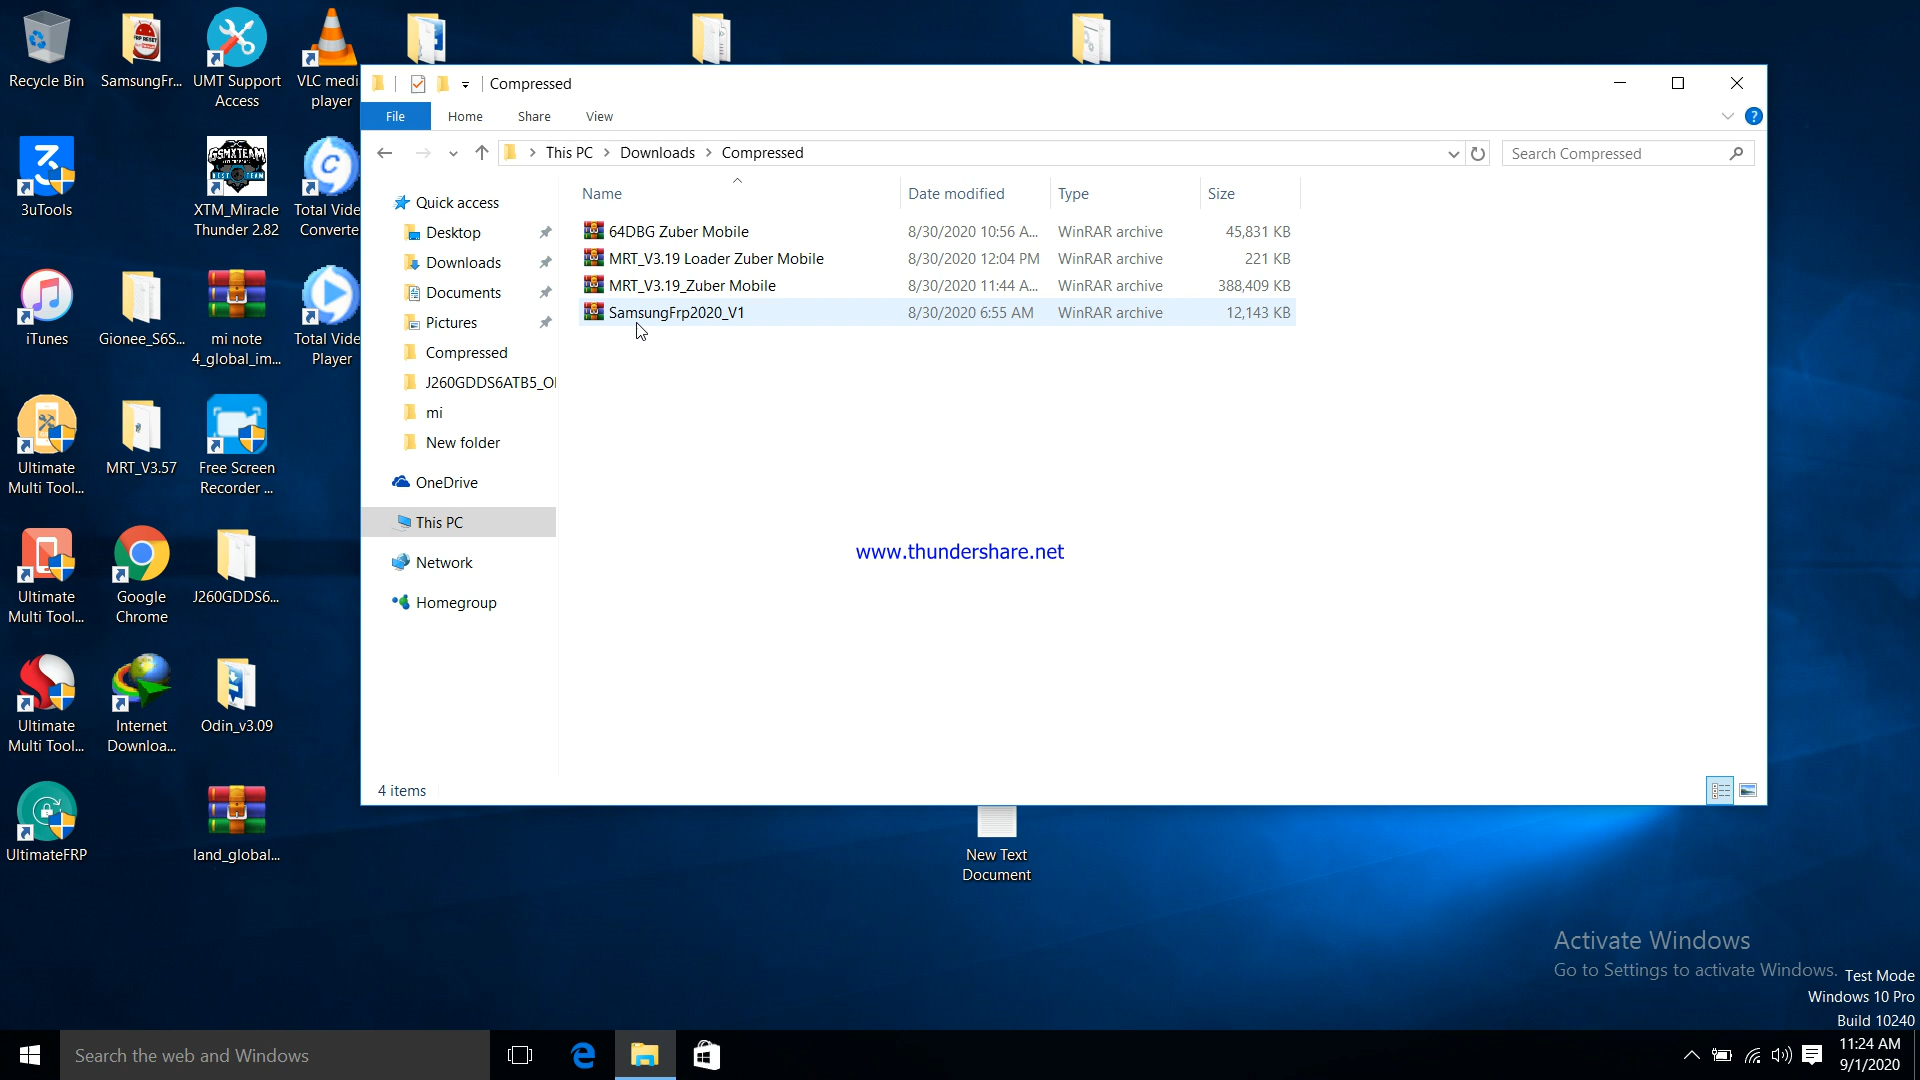 Recycle Bin
SamsungFr...
UMT Support
Access
VLC medi
player
3uTools
GSMXTEAM
BEST TEAM
XTM_Miracle
Thunder 2.82
Total Vide
Converte
iTunes
Gionee_S6S...
mi note
4_global_im...
Total Vide
Player
Ultimate
Multi Tool...
MRT_V3.57
Free Screen
Recorder ...
Ultimate
Multi Tool...
Google
Chrome
J260GDDS6...
Ultimate
Multi Tool...
Internet
Downloa...
Odin_v3.09
UltimateFRP
land_global...
New Text
Document
Compressed
File
Home
Share
View
This PC > Downloads > Compressed
Search Compressed
Quick access
Desktop
Downloads
Documents
Pictures
Compressed
J260GDDS6ATB5_O
mi
New folder
OneDrive
This PC
Network
Homegroup
Name Date modified Type Size
64DBG Zuber Mobile 8/30/2020 10:56 A... WinRAR archive 45,831 KB
MRT_V3.19 Loader Zuber Mobile 8/30/2020 12:04 PM WinRAR archive 221 KB
MRT_V3.19_Zuber Mobile 8/30/2020 11:44 A... WinRAR archive 388,409 KB
SamsungFrp2020_V1 8/30/2020 6:55 AM WinRAR archive 12,143 KB
www.thundershare.net
4 items
Activate Windows
Go to Settings to activate Windows.
Test Mode
Windows 10 Pro
Build 10240
Search the web and Windows
11:24 AM
9/1/2020